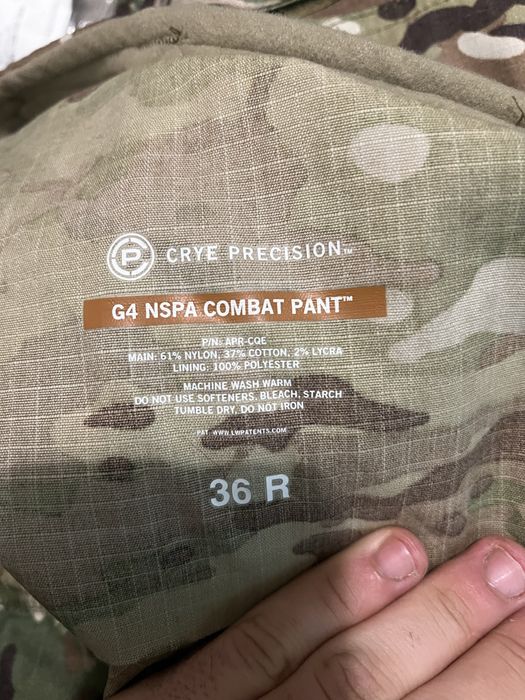 CP CRYE PRECISION™
G4 NSPA COMBAT PANT™
P/N: APR-CQE
MAIN: 61% NYLON, 37% COTTON, 2% LYCRA
LINING: 100% POLYESTER
MACHINE WASH WARM
DO NOT USE SOFTENERS, BLEACH, STARCH
TUMBLE DRY, DO NOT IRON
PAT. WWW.LWPATENTS.COM
36 R